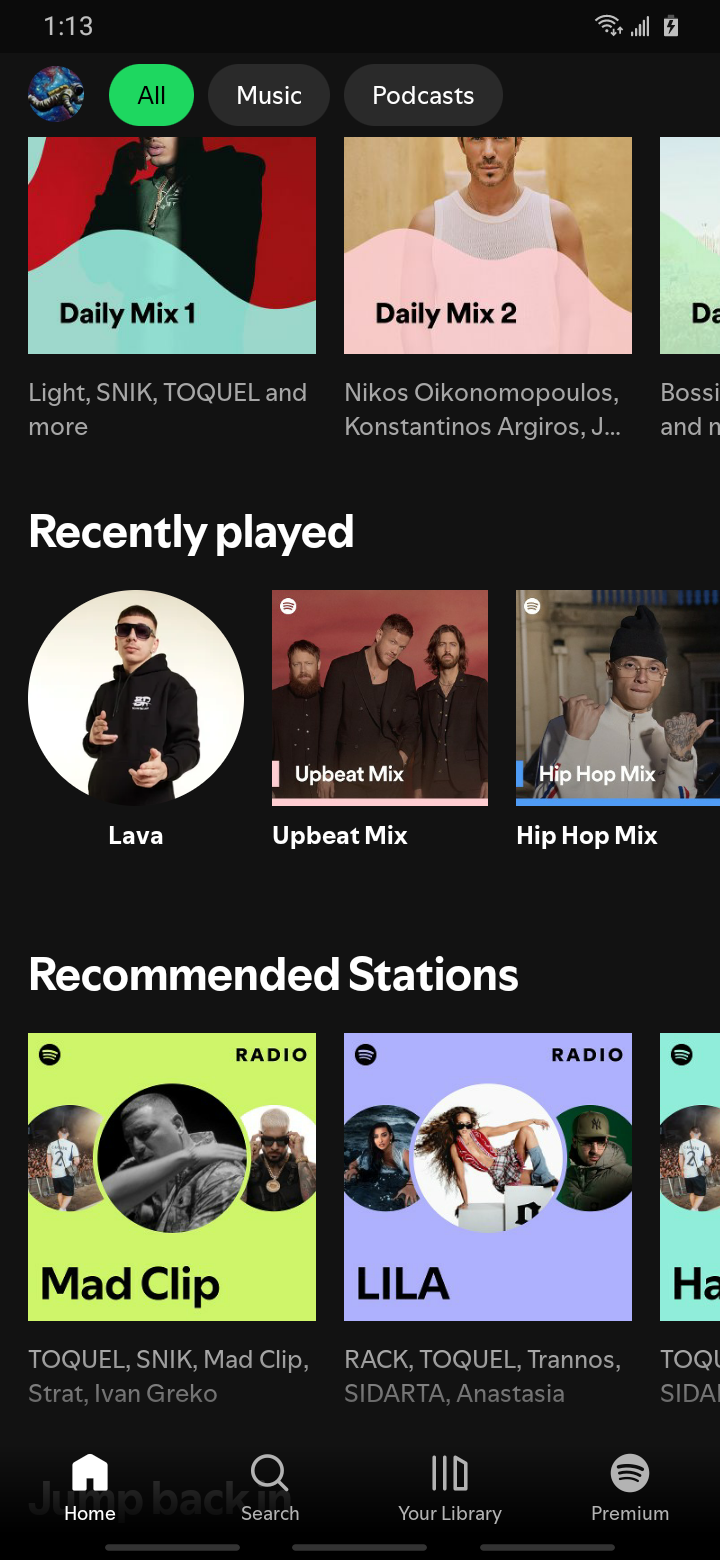 1:13
All
Music
Podcasts
Daily Mix 1
Daily Mix 2
Da
Light, SNIK, TOQUEL and
more
Nikos Oikonomopoulos,
Konstantinos Argiros, J...
Bossi
and m
Recently played
Upbeat Mix
Hip Hop Mix
Lava
Upbeat Mix
Hip Hop Mix
Recommended Stations
RADIO
RADIO
Mad Clip
LILA
Ha
TOQUEL, SNIK, Mad Clip,
Strat, Ivan Greko
RACK, TOQUEL, Trannos,
SIDARTA, Anastasia
TOQU
SIDA
Jump back in
Home
Search
Your Library
Premium